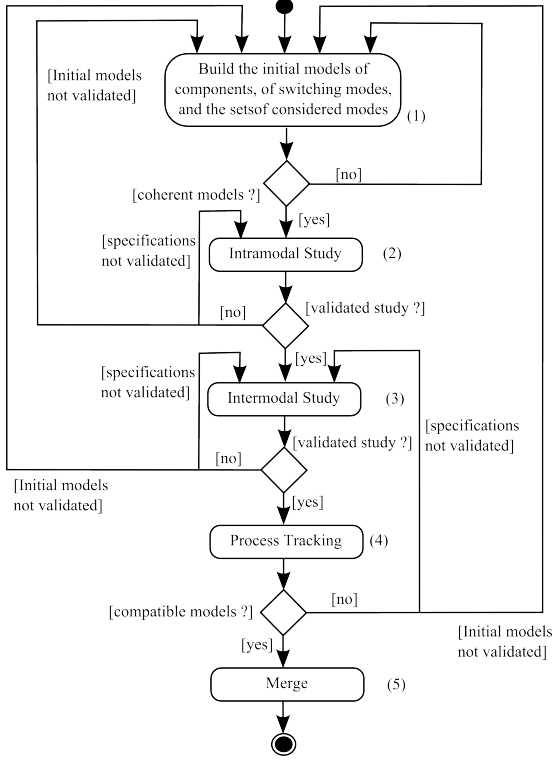 [Initial models
not validated]
Build the initial models of
components, of switching modes,
and the setsof considered modes
(1)
[no]
[coherent models ?]
[yes]
[specifications
not validated]
Intramodal Study
(2)
[no]
[validated study ?]
[yes]
[specifications
not validated]
Intermodal Study
(3)
[specifications
not validated]
[validated study ?]
[no]
[Initial models
not validated]
[yes]
Process Tracking
(4)
[no]
[compatible models ?]
[Initial models
not validated]
[yes]
Merge
(5)